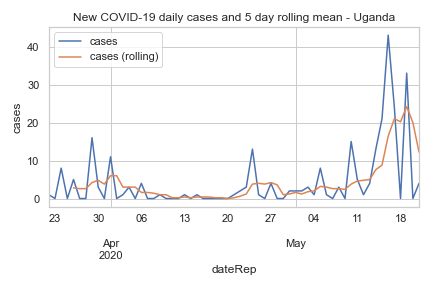 New COVID-19 daily cases and 5 day rolling mean - Uganda
cases
cases (rolling)
cases
40
30
20
10
0
23 30 06 13 20 27 04 11 18
Apr May
2020
dateRep